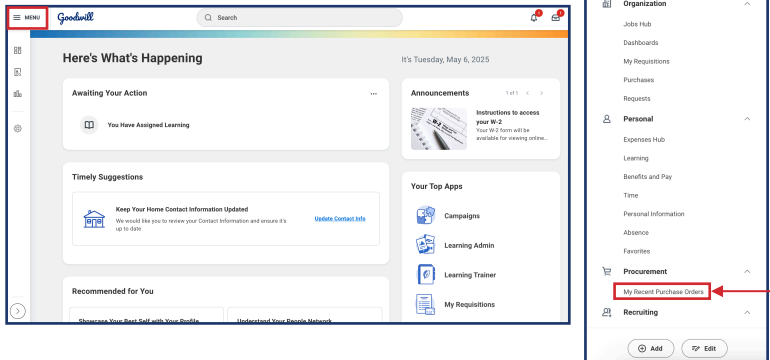 MENU
Goodwill
Search
1
1
Here's What's Happening
It's Tuesday, May 6, 2025
Awaiting Your Action
...
You Have Assigned Learning
Timely Suggestions
Keep Your Home Contact Information Updated
We would like you to review your Contact Information and ensure it's
up to date
Update Contact Info
Recommended for You
Showcase Your Best Self with Your Profile
Understand Your People Network
Announcements
1 of 1
Instructions to access
your W-2
Your W-2 form will be
available for viewing online...
Your Top Apps
Campaigns
Learning Admin
Learning Trainer
My Requisitions
Organization
Jobs Hub
Dashboards
My Requisitions
Purchases
Requests
Personal
Expenses Hub
Learning
Benefits and Pay
Time
Personal Information
Absence
Favorites
Procurement
My Recent Purchase Orders
Recruiting
Add
Edit